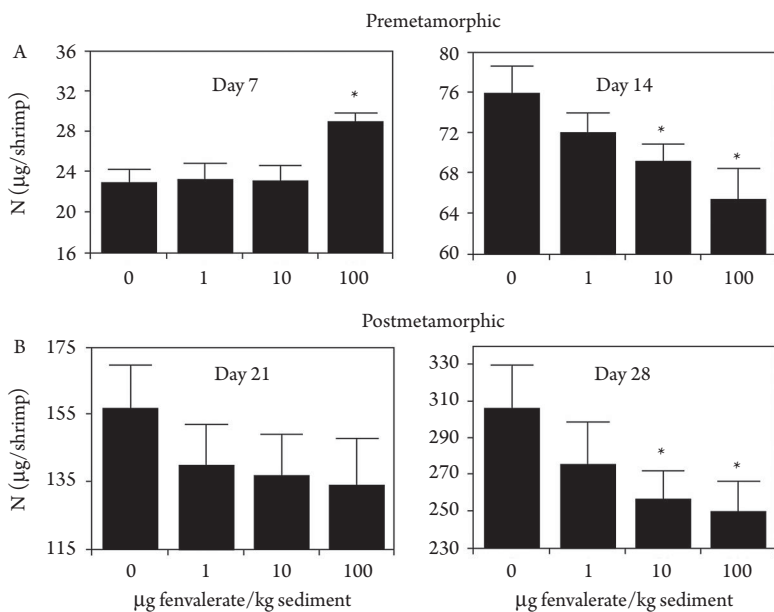 Premetamorphic
A
36
32
28
24
22
16
N (µg/shrimp)
Day 7
*
0 1 10 100
80
76
72
68
64
60
Day 14
* *
0 1 10 100
Postmetamorphic
B
175
155
135
115
N (µg/shrimp)
Day 21
0 1 10 100
µg fenvalerate/kg sediment
330
310
290
270
250
230
Day 28
* *
0 1 10 100
µg fenvalerate/kg sediment